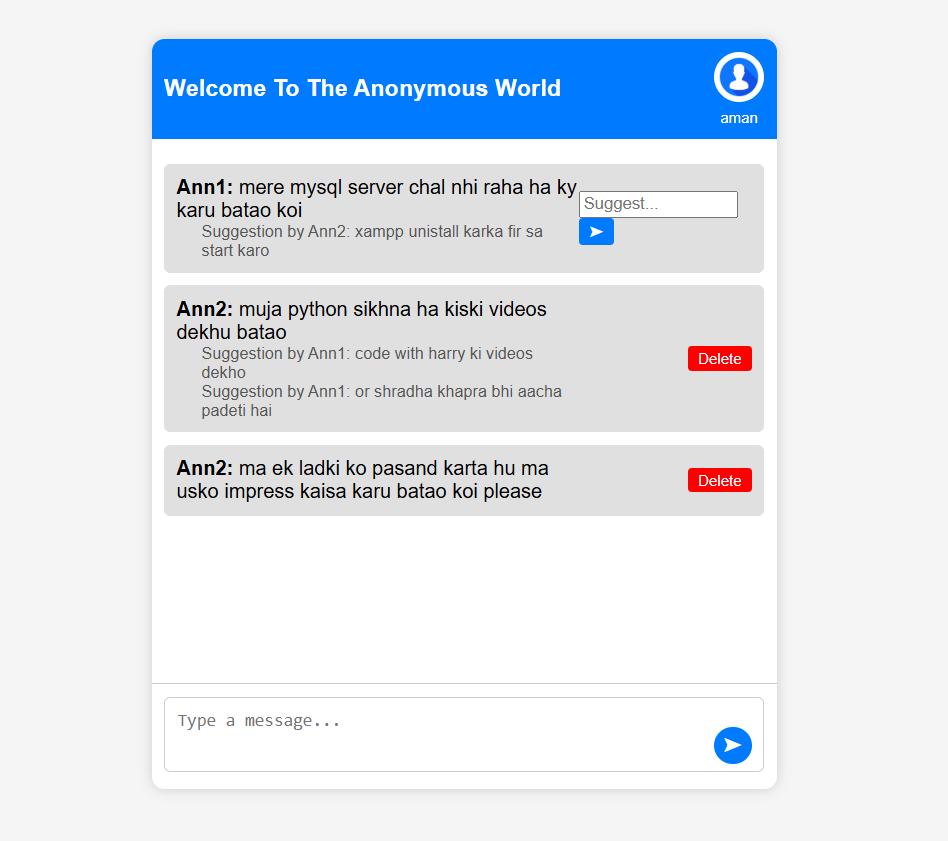 Welcome To The Anonymous World
aman
Ann1: mere mysql server chal nhi raha ha ky
karu batao koi
Suggestion by Ann2: xampp unistall karka fir sa
start karo
Suggest...
Ann2: muja python sikhna ha kiski videos
dekhu batao
Suggestion by Ann1: code with harry ki videos
dekho
Suggestion by Ann1: or shradha khapra bhi aacha
padeti hai
Delete
Ann2: ma ek ladki ko pasand karta hu ma
usko impress kaisa karu batao koi please
Delete
Type a message...